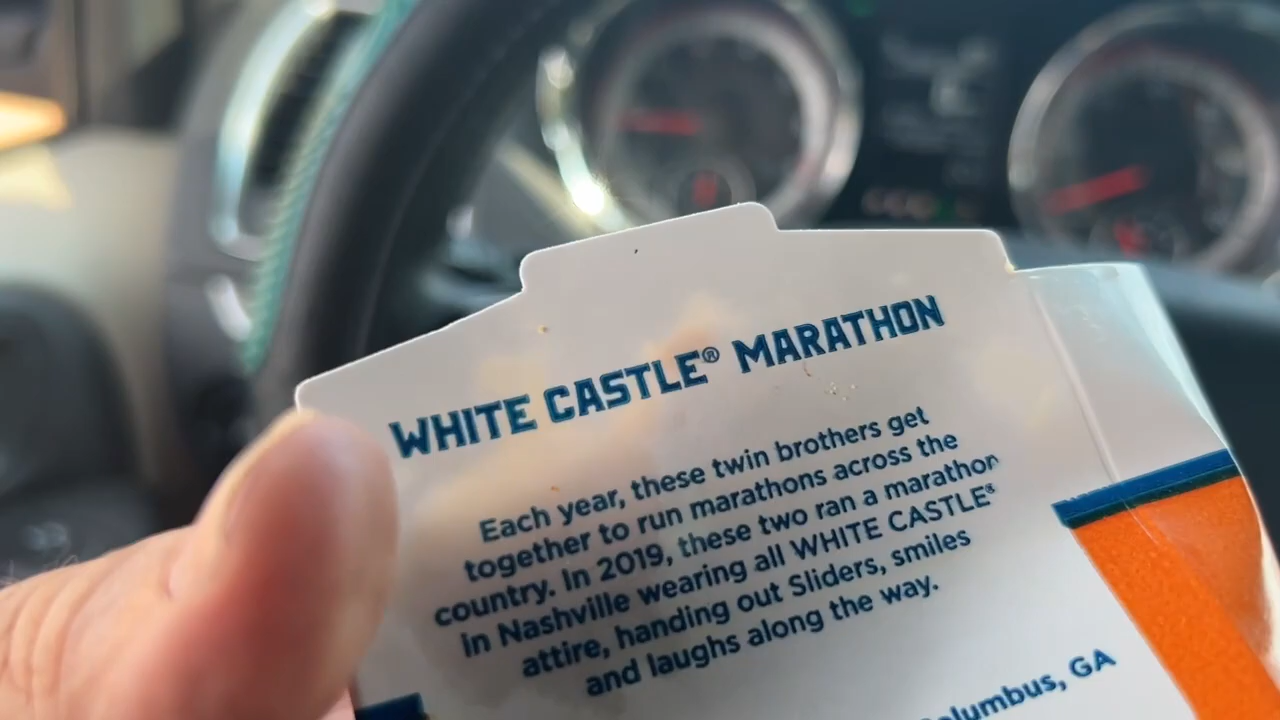 WHITE CASTLE® MARATHON
Each year, these twin brothers get
together to run marathons across the
country. In 2019, these two ran a marathon
in Nashville wearing all WHITE CASTLE®
attire, handing out Sliders, smiles
and laughs along the way.
GA